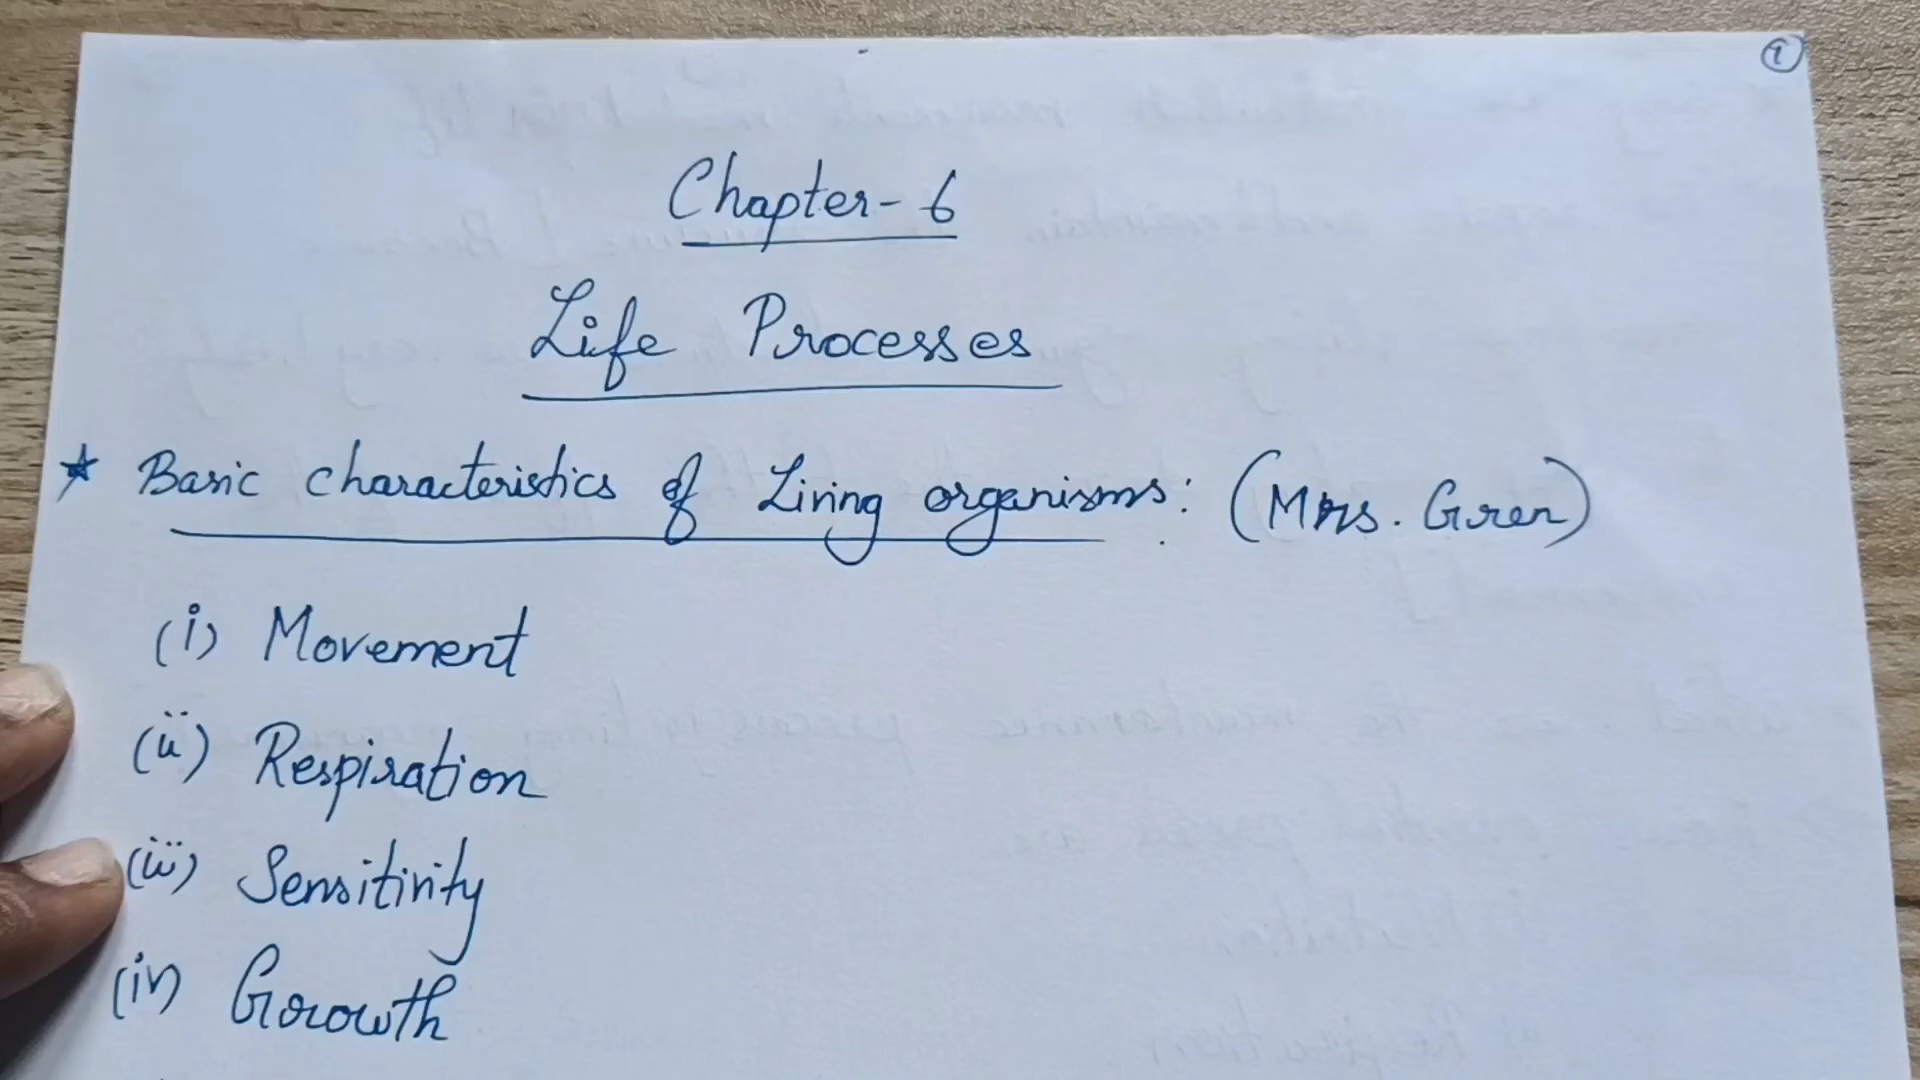 1
Chapter - 6
Life Processes
★ Basic characteristics of Living organisms: (Mrs. Gren)
(i) Movement
(ii) Respiration
(iii) Sensitivity
(iv) Growth